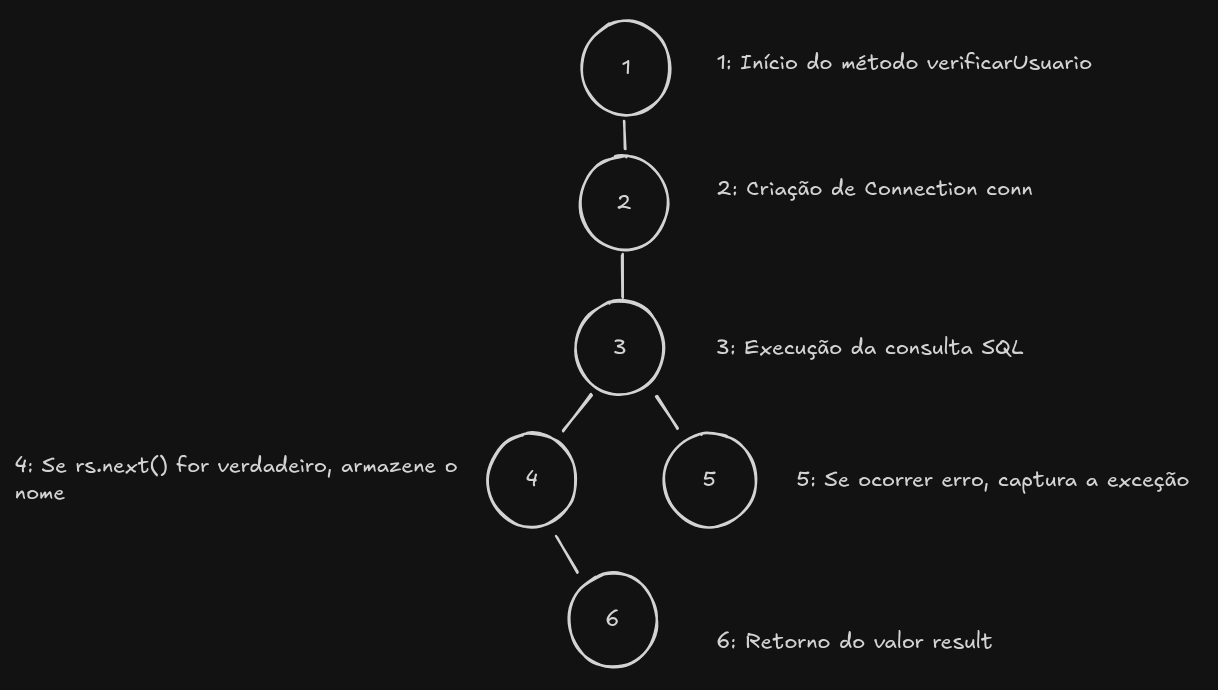 1
1: Início do método verificarUsuario
2
2: Criação de Connection conn
3
3: Execução da consulta SQL
4: Se rs.next() for verdadeiro, armazene o
nome
4
5
5: Se ocorrer erro, captura a exceção
6
6: Retorno do valor result